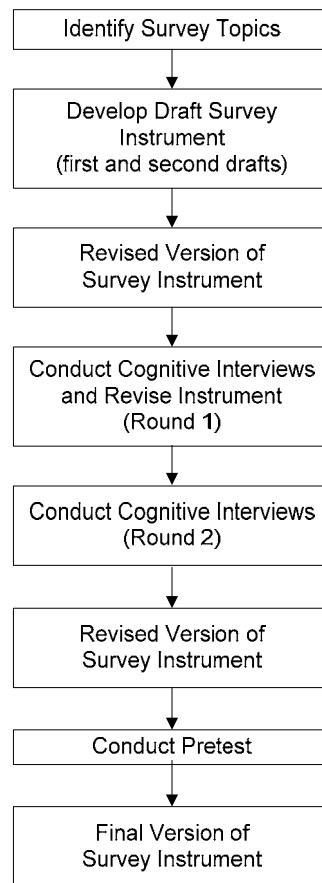 Identify Survey Topics
Develop Draft Survey
Instrument
(first and second drafts)
Revised Version of
Survey Instrument
Conduct Cognitive Interviews
and Revise Instrument
(Round 1)
Conduct Cognitive Interviews
(Round 2)
Revised Version of
Survey Instrument
Conduct Pretest
Final Version of
Survey Instrument